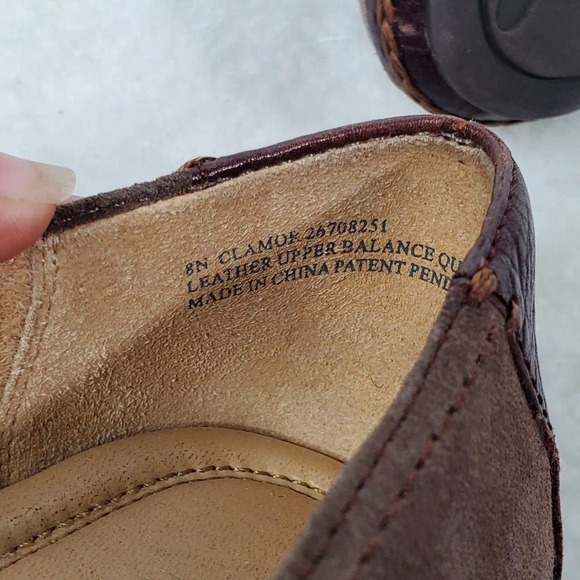 8N CLAMOR 26708251
LEATHER UPPER BALANCE
MADE IN CHINA PATENT